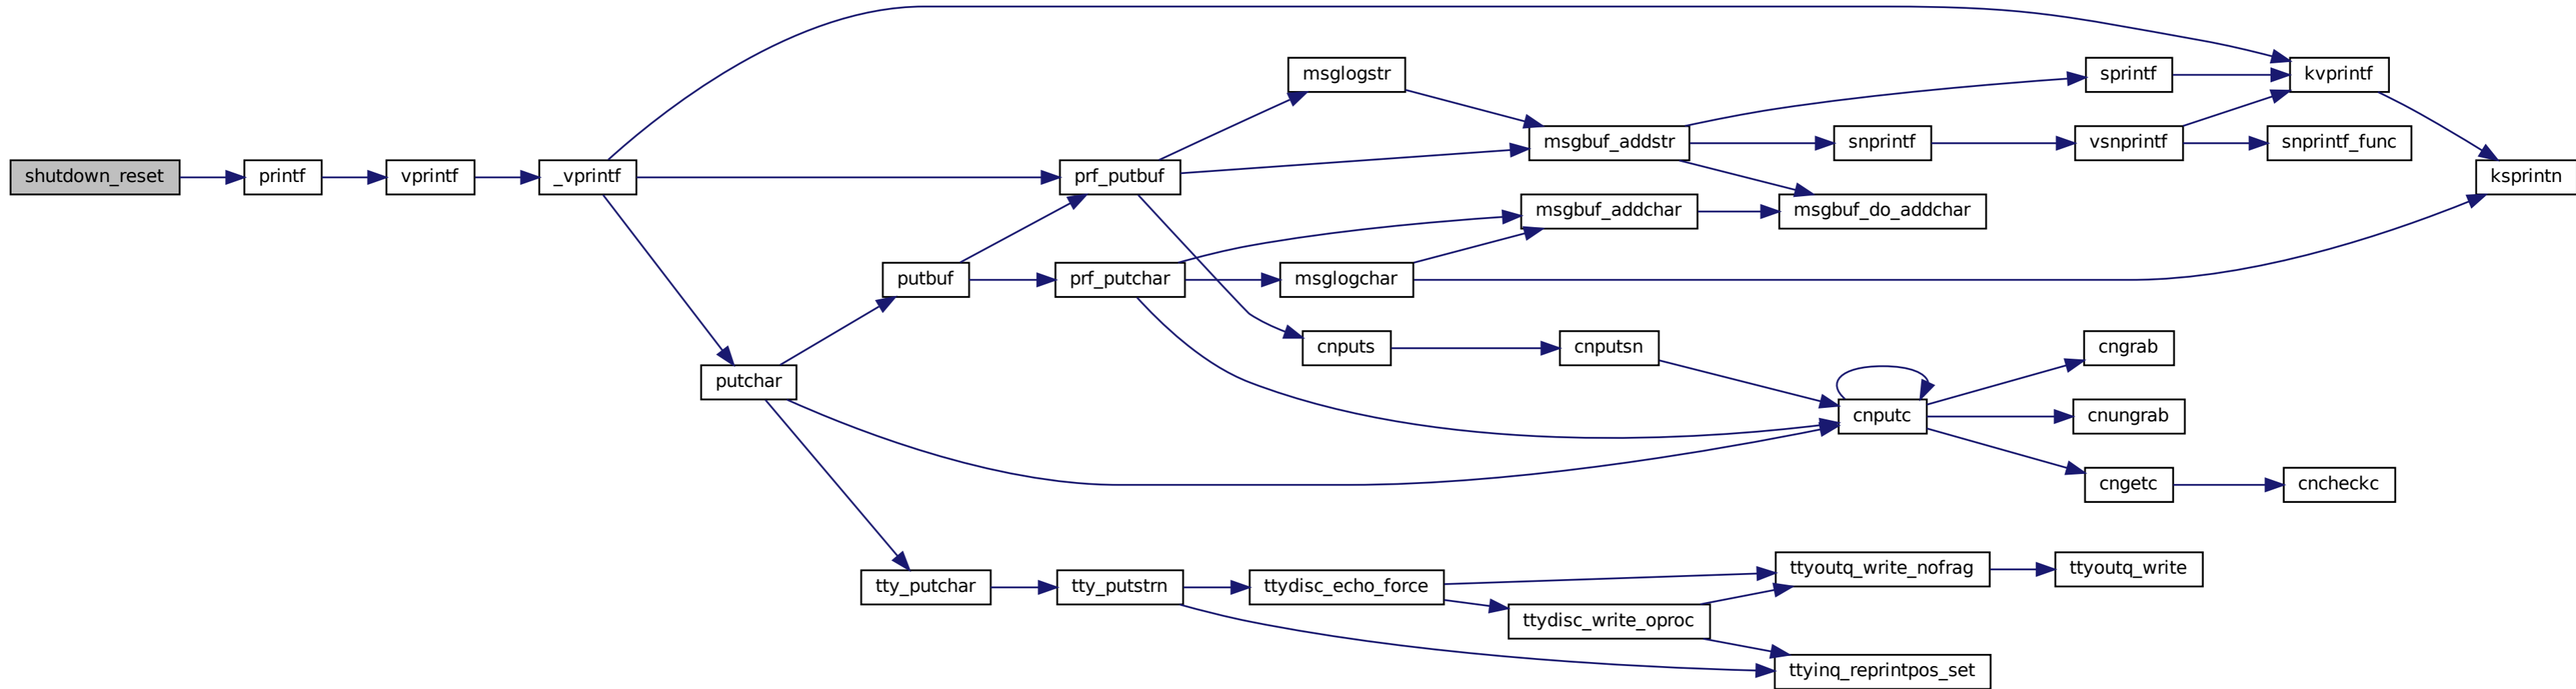 shutdown_reset
printf
vprintf
_vprintf
putchar
putbuf
tty_putchar
prf_putbuf
prf_putchar
tty_putstrn
msglogstr
msglogchar
cnputs
ttydisc_echo_force
msgbuf_addstr
msgbuf_addchar
cnputsn
ttydisc_write_oproc
snprintf
msgbuf_do_addchar
cnputc
ttyoutq_write_nofrag
ttyinq_reprintpos_set
sprintf
vsnprintf
cngrab
cnungrab
cngetc
ttyoutq_write
kvprintf
snprintf_func
cncheckc
ksprintn